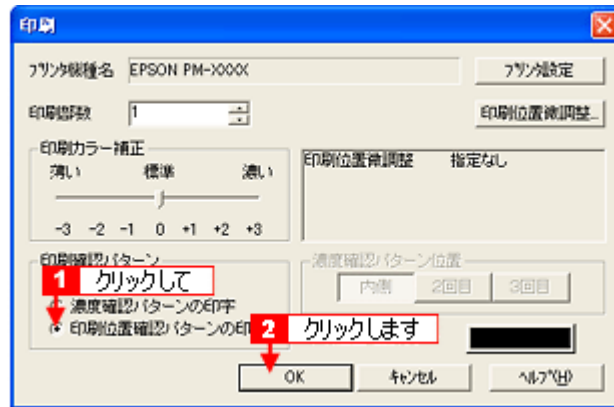 印刷
プリンタ機種名 EPSON PM-XXXX プリンタ設定
印刷部数 1 印刷位置微調整...
印刷カラー補正
薄い 標準 濃い
-3 -2 -1 0 +1 +2 +3
印刷位置微調整 指定なし
印刷確認パターン
1 クリックして
濃度確認パターンの印字
印刷位置確認パターンの印
濃度確認パターン位置
内側 2回目 3回目
2 クリックします
OK キャンセル ヘルプ(H)